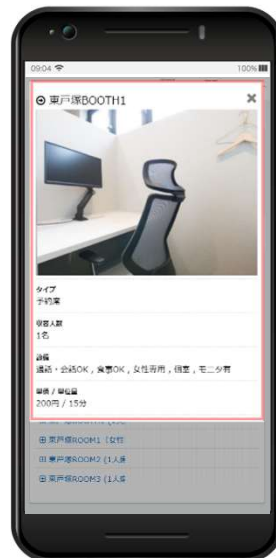 09:04
100%
東戸塚BOOTH1
タイプ
予約席
収容人数
1名
設備
通話・会話OK , 食事OK , 女性専用 , 個室 , モニタ有
単価 / 単位量
200円 / 15分
東戸塚ROOM1 (女性
東戸塚ROOM2 (1人用
東戸塚ROOM3 (1人用